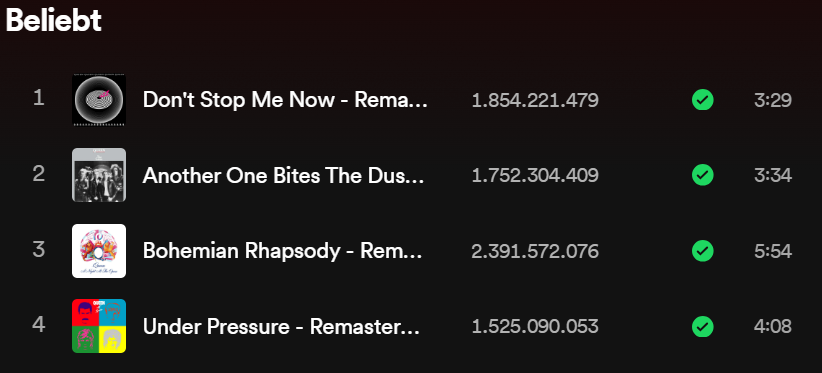 Beliebt
1 Don't Stop Me Now - Rema... 1.854.221.479 3:29
2 Another One Bites The Dus... 1.752.304.409 3:34
3 Bohemian Rhapsody - Rem... 2.391.572.076 5:54
4 Under Pressure - Remaster... 1.525.090.053 4:08